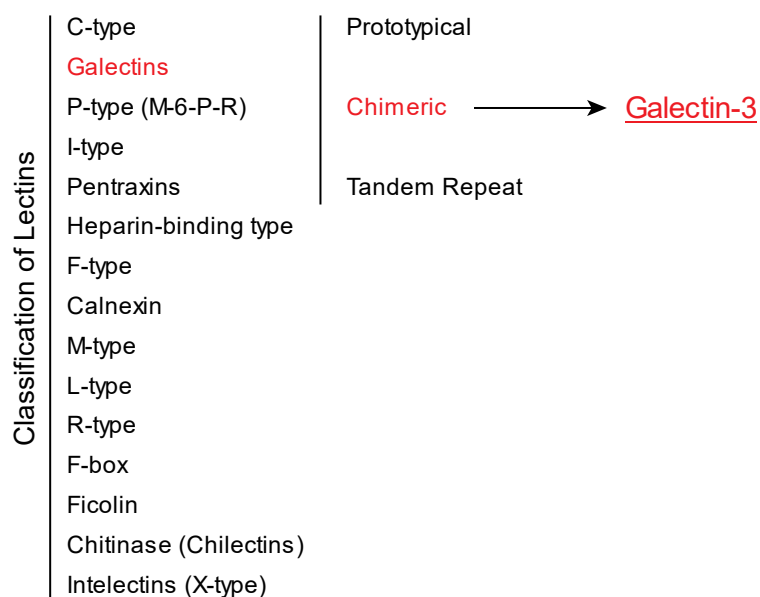 Classification of Lectins
C-type
Galectins
P-type (M-6-P-R)
I-type
Pentraxins
Heparin-binding type
F-type
Calnexin
M-type
L-type
R-type
F-box
Ficolin
Chitinase (Chilectins)
Intelectins (X-type)
Prototypical
Chimeric
Tandem Repeat
Galectin-3